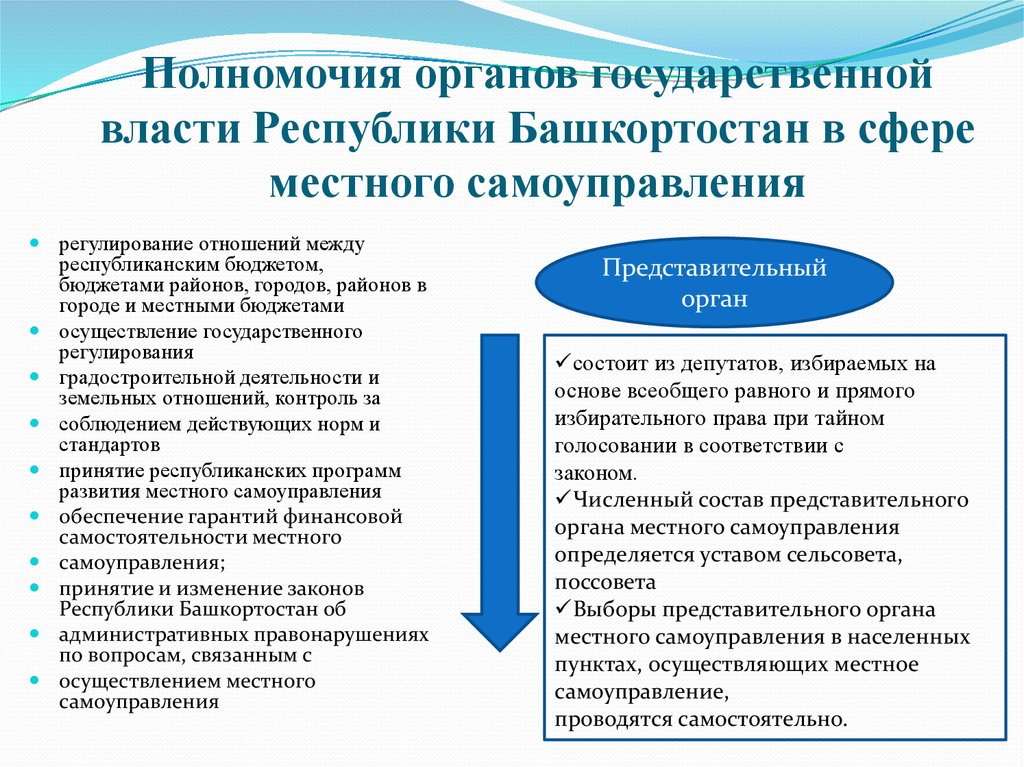 Полномочия органов государственной
власти Республики Башкортостан в сфере
местного самоуправления
• регулирование отношений между
республиканским бюджетом,
бюджетами районов, городов, районов в
городе и местными бюджетами
• осуществление государственного
регулирования
• градостроительной деятельности и
земельных отношений, контроль за
• соблюдением действующих норм и
стандартов
• принятие республиканских программ
развития местного самоуправления
• обеспечение гарантий финансовой
самостоятельности местного
• самоуправления;
• принятие и изменение законов
Республики Башкортостан об
• административных правонарушениях
по вопросам, связанным с
• осуществлением местного
самоуправления
Представительный
орган
✓состоит из депутатов, избираемых на
основе всеобщего равного и прямого
избирательного права при тайном
голосовании в соответствии с
законом.
✓Численный состав представительного
органа местного самоуправления
определяется уставом сельсовета,
поссовета
✓Выборы представительного органа
местного самоуправления в населенных
пунктах, осуществляющих местное
самоуправление,
проводятся самостоятельно.